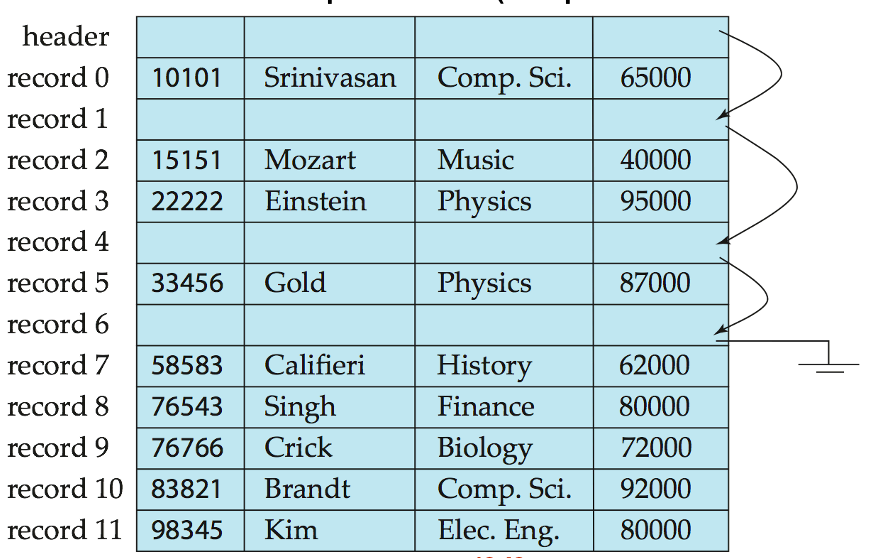 header
record 0 10101 Srinivasan Comp. Sci. 65000
record 1
record 2 15151 Mozart Music 40000
record 3 22222 Einstein Physics 95000
record 4
record 5 33456 Gold Physics 87000
record 6
record 7 58583 Califieri History 62000
record 8 76543 Singh Finance 80000
record 9 76766 Crick Biology 72000
record 10 83821 Brandt Comp. Sci. 92000
record 11 98345 Kim Elec. Eng. 80000